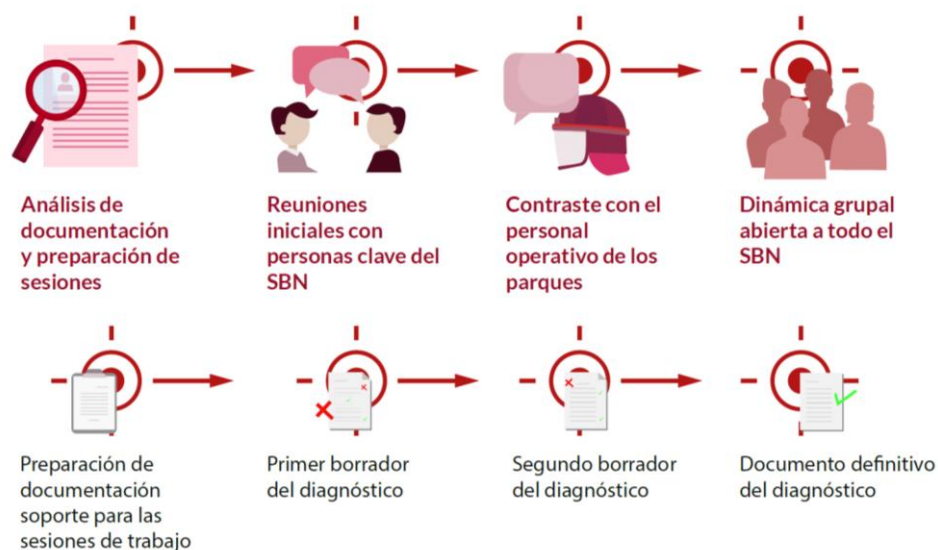 Análisis de
documentación
y preparación de
sesiones
Reuniones
iniciales con
personas clave del
SBN
Contraste con el
personal
operativo de los
parques
Dinámica grupal
abierta a todo el
SBN
Preparación de
documentación
soporte para las
sesiones de trabajo
Primer borrador
del diagnóstico
Segundo borrador
del diagnóstico
Documento definitivo
del diagnóstico